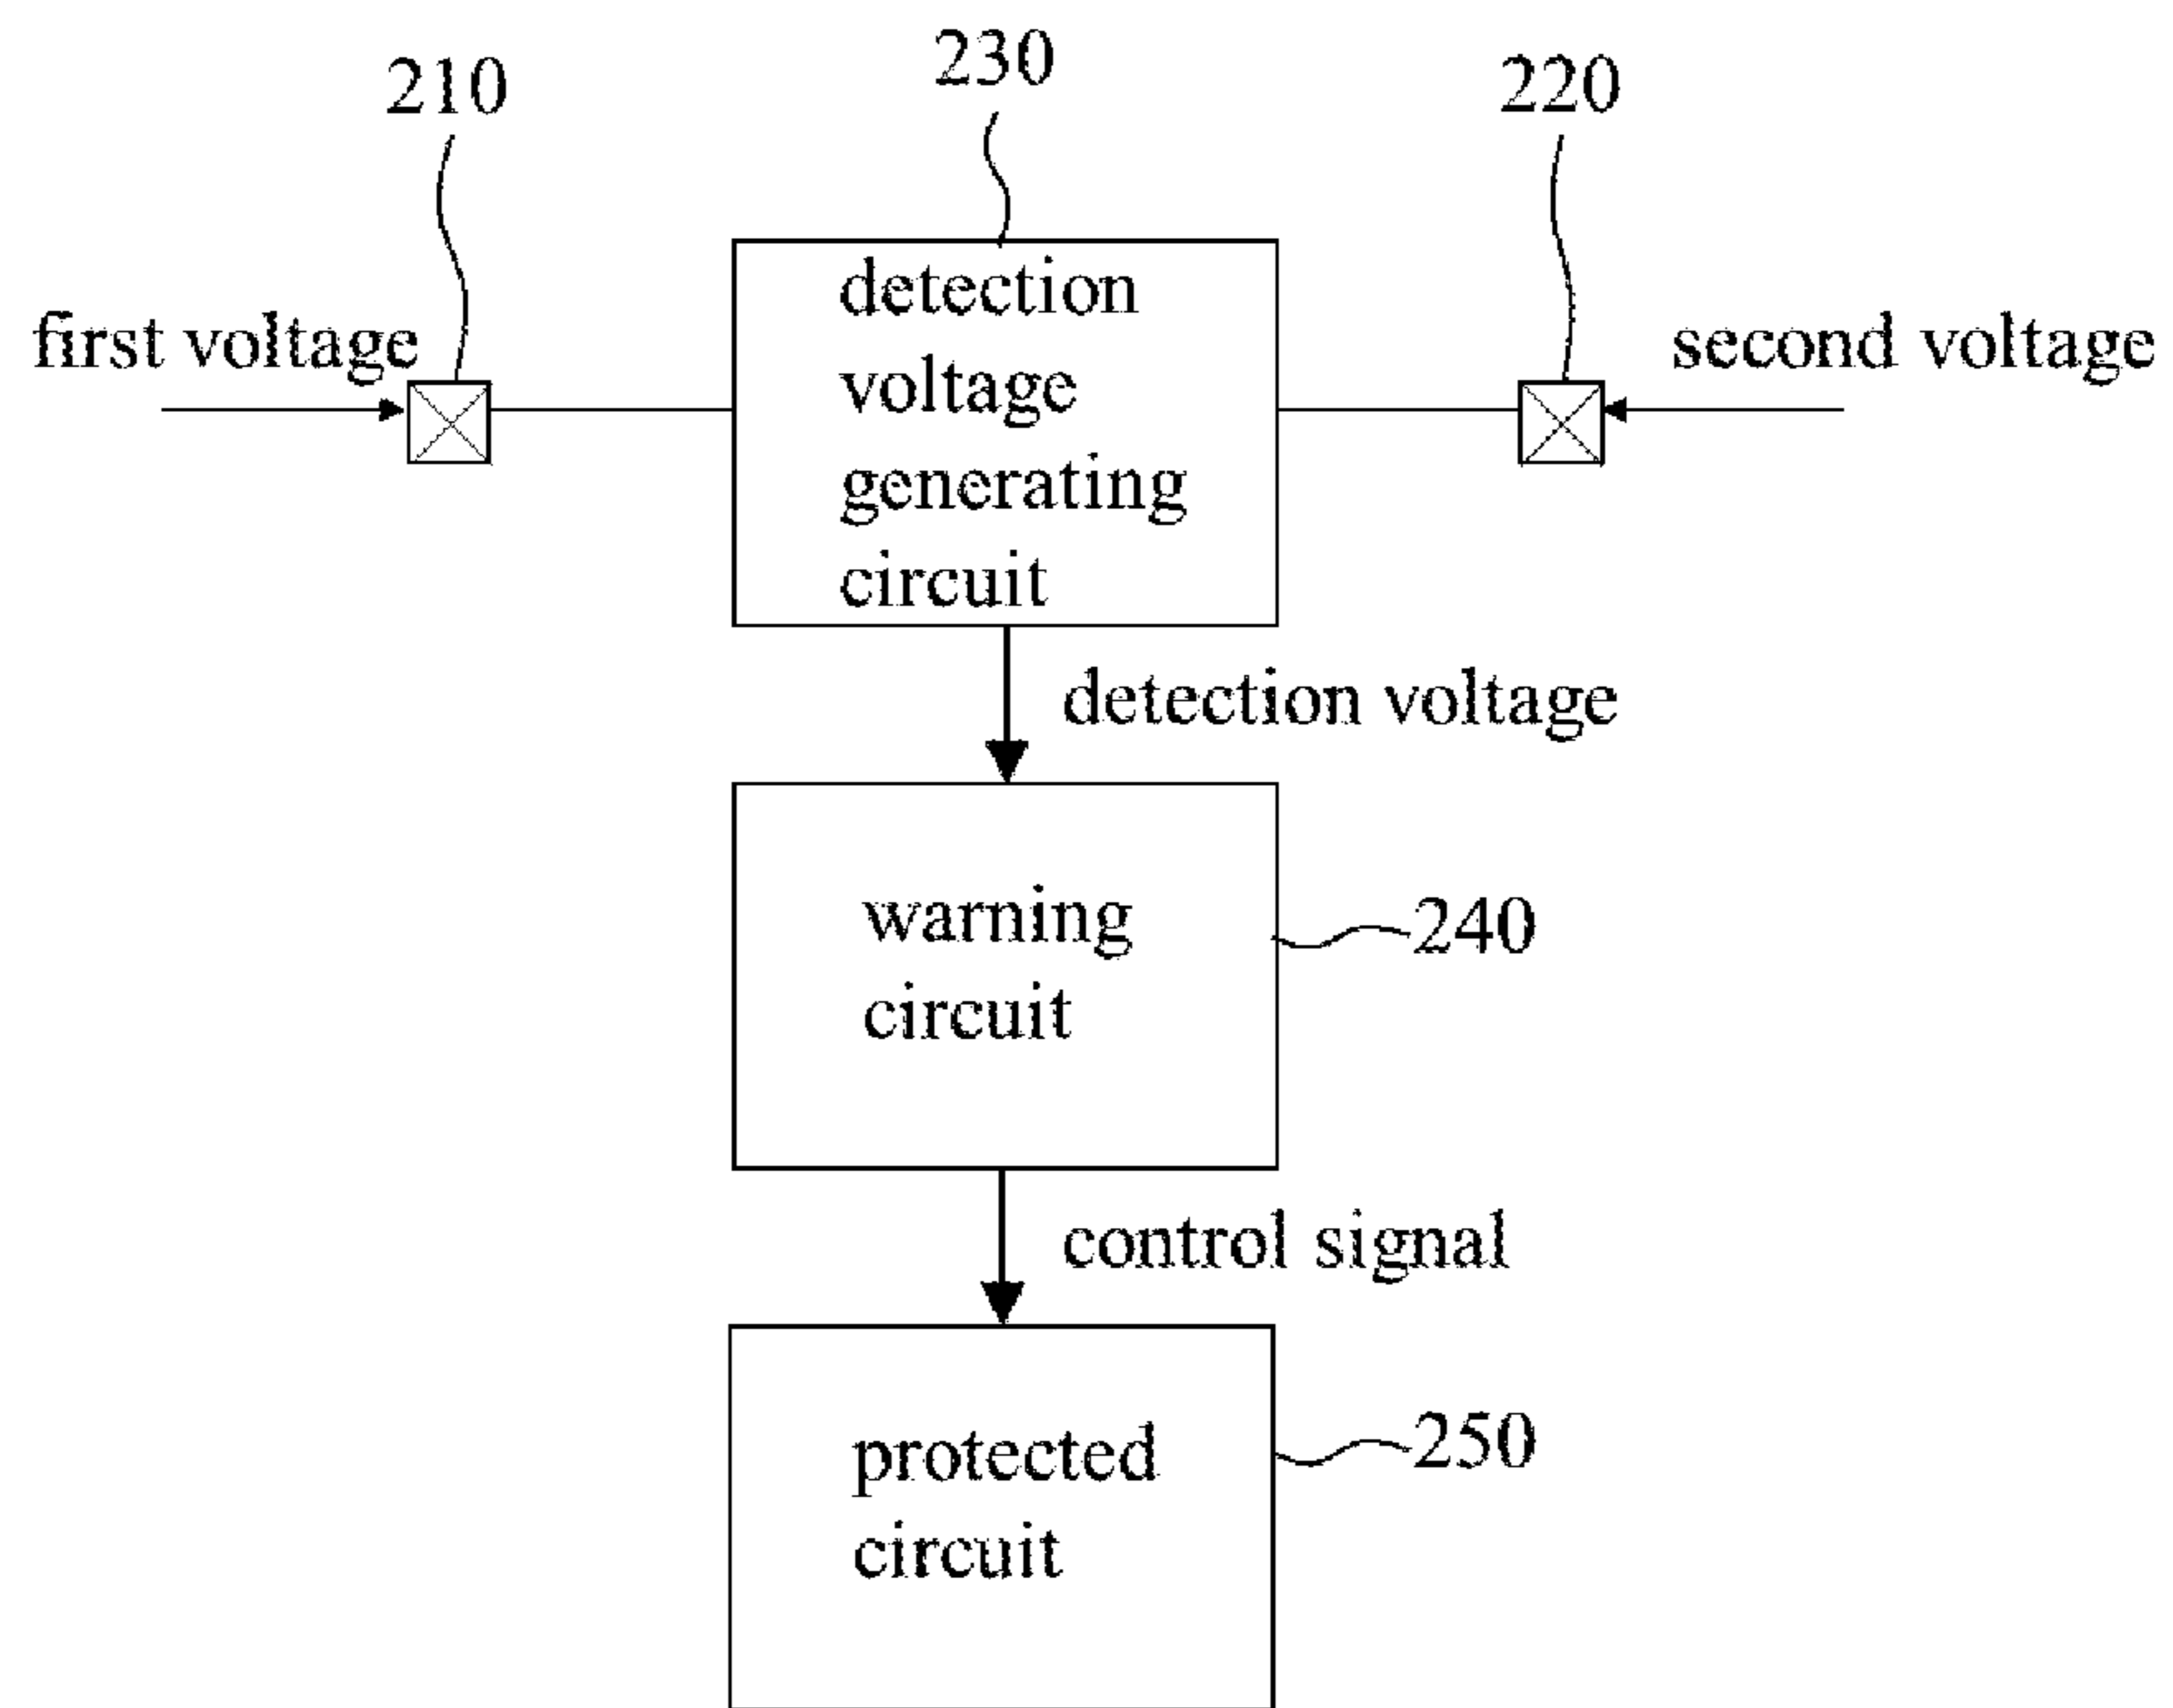 210
230
220
first voltage
second voltage
detection
voltage
generating
circuit
detection voltage
warning
circuit
240
control signal
protected
circuit
250